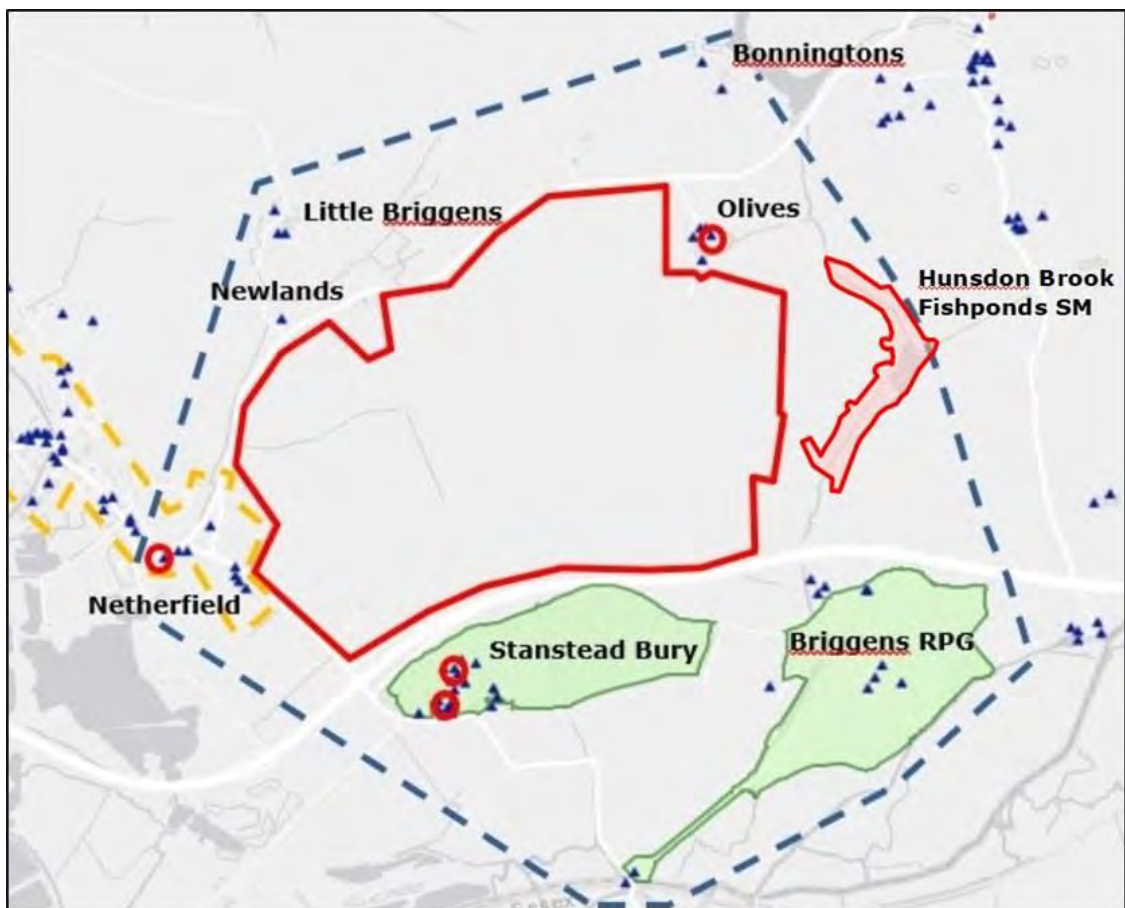 Bonningtons
Little Briggens
Olives
Newlands
Hunsdon Brook
Fishponds SM
Netherfield
Stanstead Bury
Briggens RPG